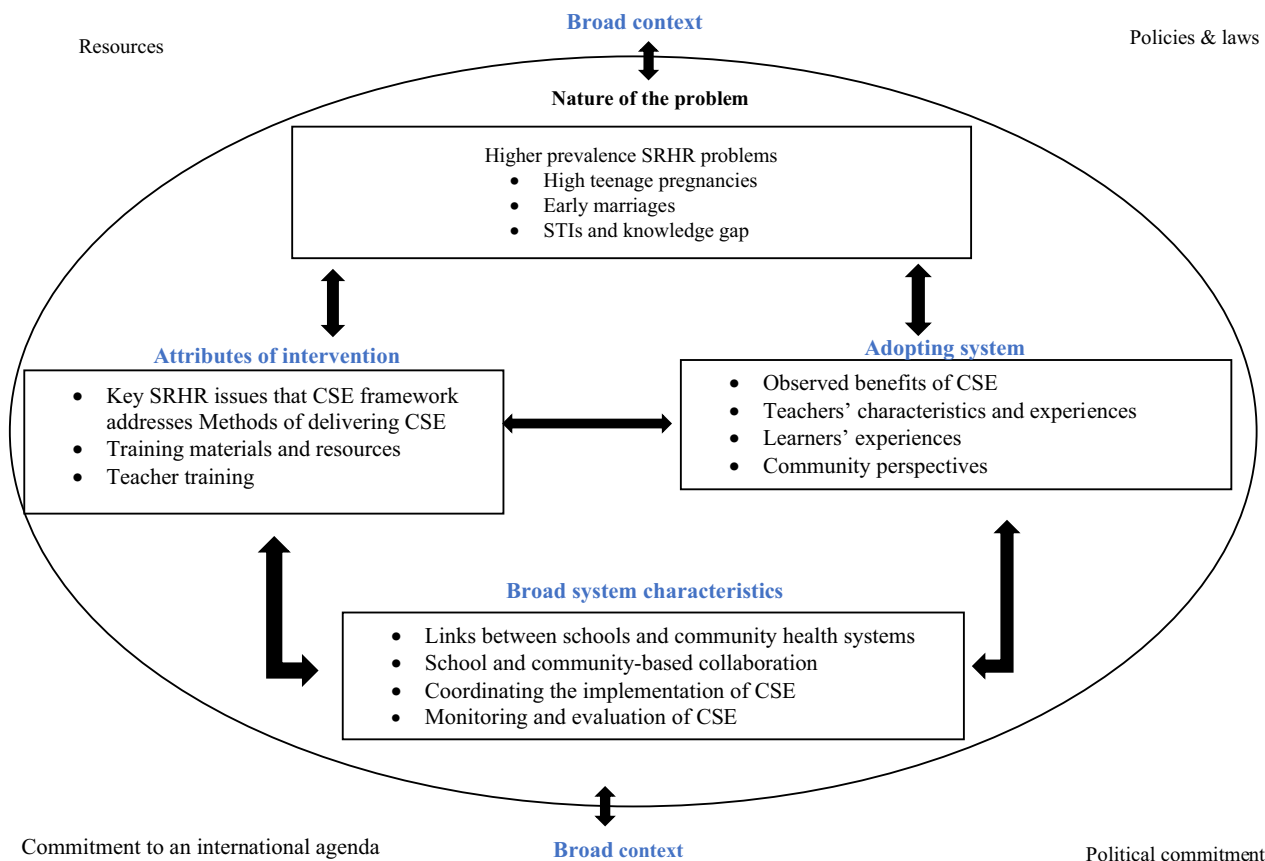 Broad context
Resources
Policies & laws
Nature of the problem
Higher prevalence SRHR problems
• High teenage pregnancies
• Early marriages
• STIs and knowledge gap
Attributes of intervention
• Key SRHR issues that CSE framework
addresses Methods of delivering CSE
• Training materials and resources
• Teacher training
Adopting system
• Observed benefits of CSE
• Teachers’ characteristics and experiences
• Learners’ experiences
• Community perspectives
Broad system characteristics
• Links between schools and community health systems
• School and community-based collaboration
• Coordinating the implementation of CSE
• Monitoring and evaluation of CSE
Commitment to an international agenda
Broad context
Political commitment